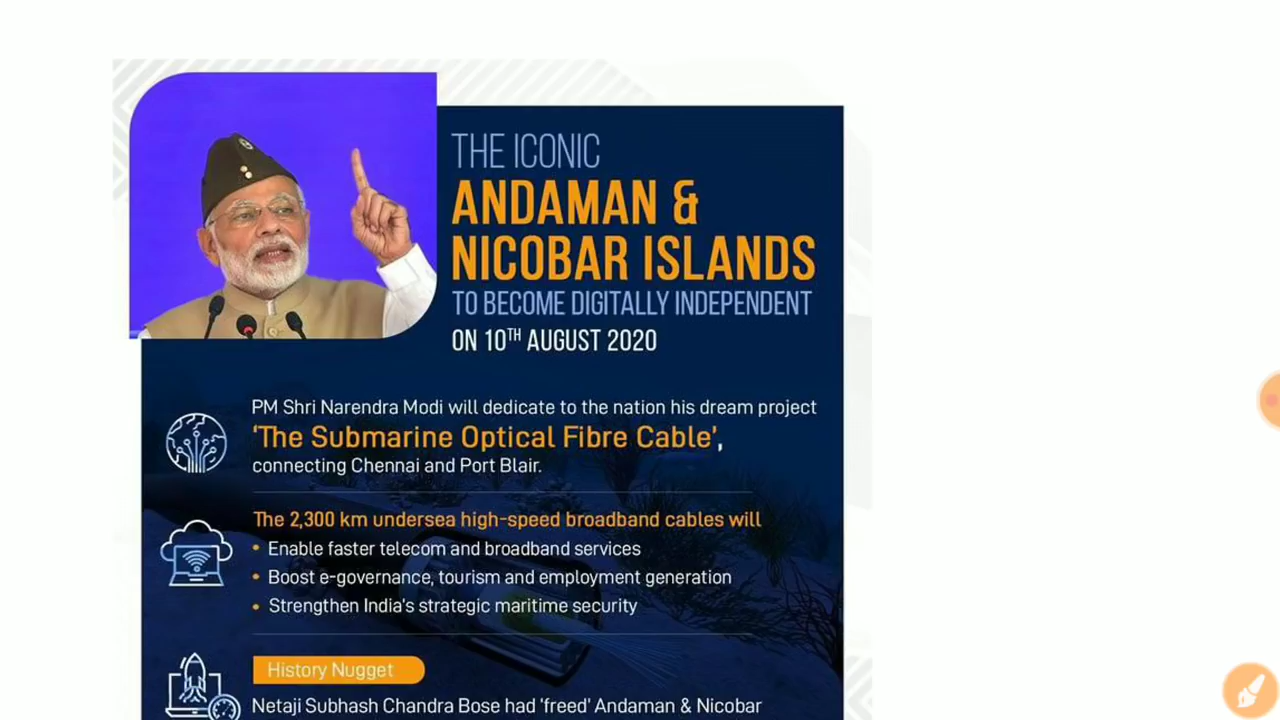 THE ICONIC
ANDAMAN &
NICOBAR ISLANDS
TO BECOME DIGITALLY INDEPENDENT
ON 10TH AUGUST 2020
PM Shri Narendra Modi will dedicate to the nation his dream project
‘The Submarine Optical Fibre Cable’,
connecting Chennai and Port Blair.
The 2,300 km undersea high-speed broadband cables will
• Enable faster telecom and broadband services
• Boost e-governance, tourism and employment generation
• Strengthen India's strategic maritime security
History Nugget
Netaji Subhash Chandra Bose had ‘freed’ Andaman & Nicobar